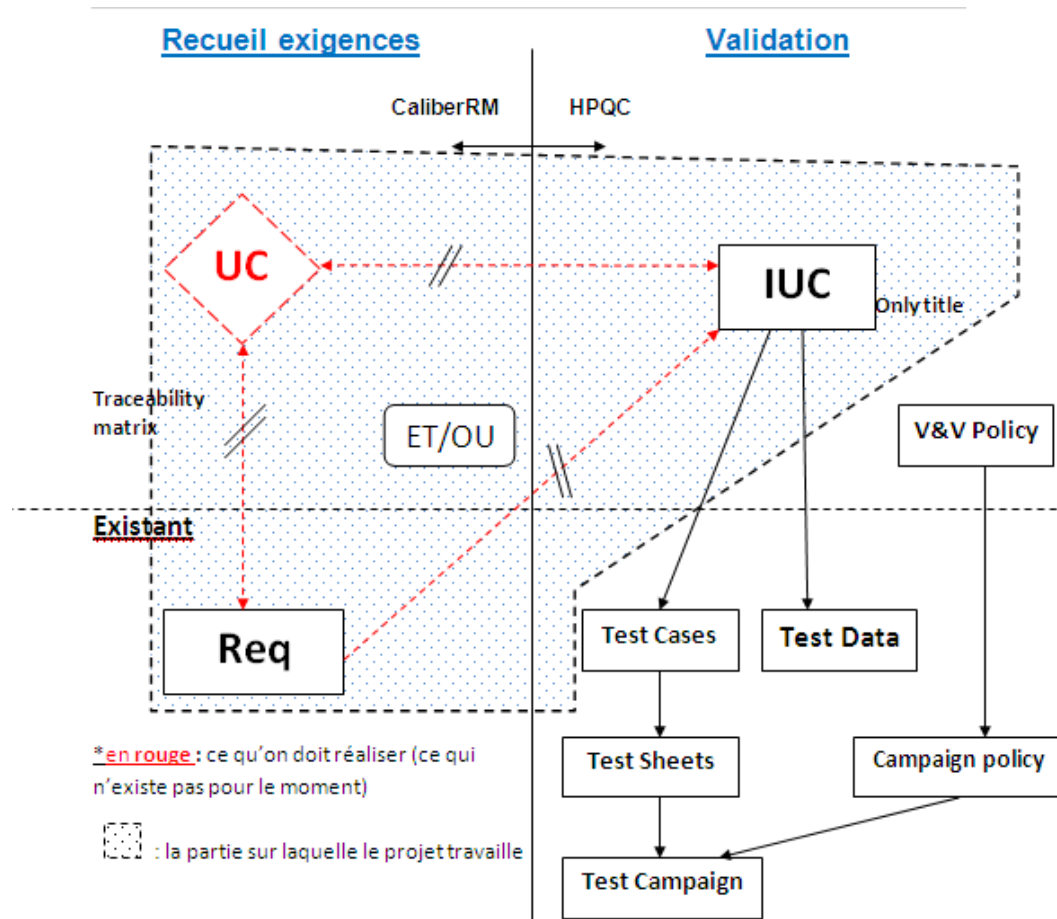 Recueil exigences
Validation
CaliberRM
HPQC
UC
IUC
Only title
Traceability
matrix
ET/OU
V&V Policy
Existant
Req
Test Cases
Test Data
*en rouge : ce qu'on doit réaliser (ce qui
n'existe pas pour le moment)
Test Sheets
Campaign policy
: la partie sur laquelle le projet travaille
Test Campaign